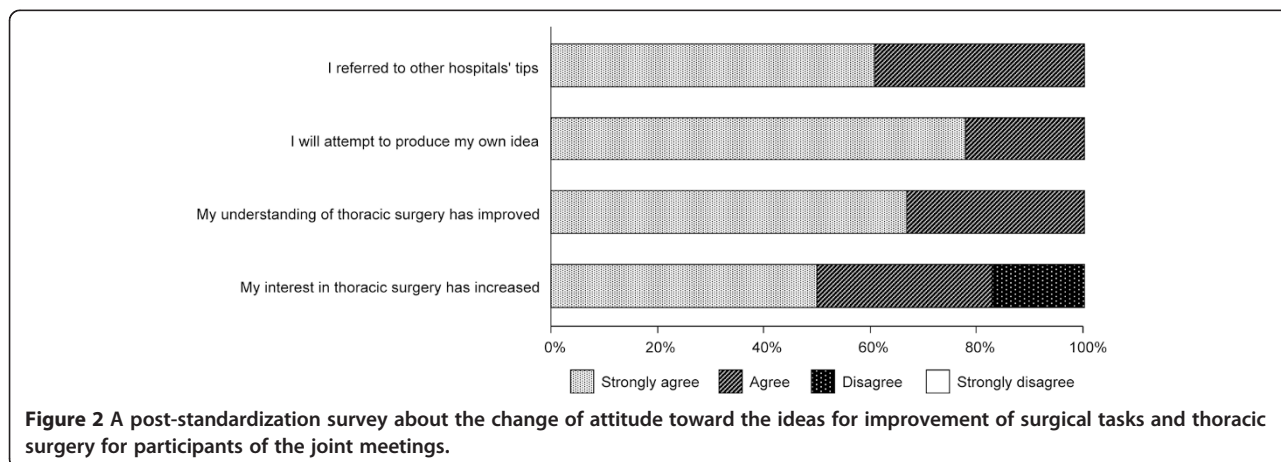 I referred to other hospitals' tips
I will attempt to produce my own idea
My understanding of thoracic surgery has improved
My interest in thoracic surgery has increased
0% 20% 40% 60% 80% 100%
Strongly agree Agree Disagree Strongly disagree
Figure 2 A post-standardization survey about the change of attitude toward the ideas for improvement of surgical tasks and thoracic
surgery for participants of the joint meetings.